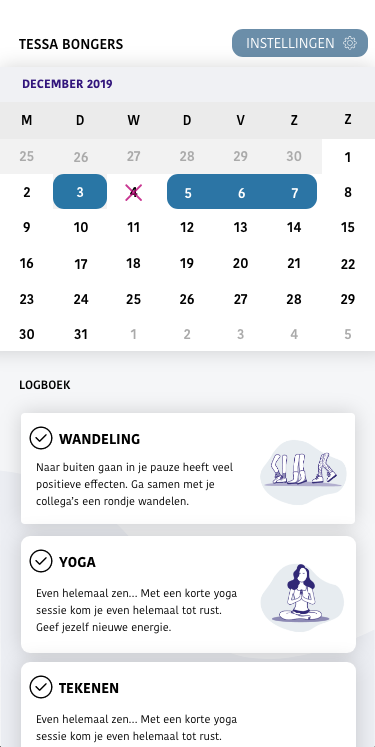 TESSA BONGERS
INSTELLINGEN
DECEMBER 2019
M D W D V Z Z
25 26 27 28 29 30 1
2 3 4 5 6 7 8
9 10 11 12 13 14 15
16 17 18 19 20 21 22
23 24 25 26 27 28 29
30 31 1 2 3 4 5
LOGBOEK
WANDELING
Naar buiten gaan in je pauze heeft veel
positieve effecten. Ga samen met je
collega's een rondje wandelen.
YOGA
Even helemaal zen... Met een korte yoga
sessie kom je even helemaal tot rust.
Geef jezelf nieuwe energie.
TEKENEN
Even helemaal zen... Met een korte yoga
sessie kom je even helemaal tot rust.